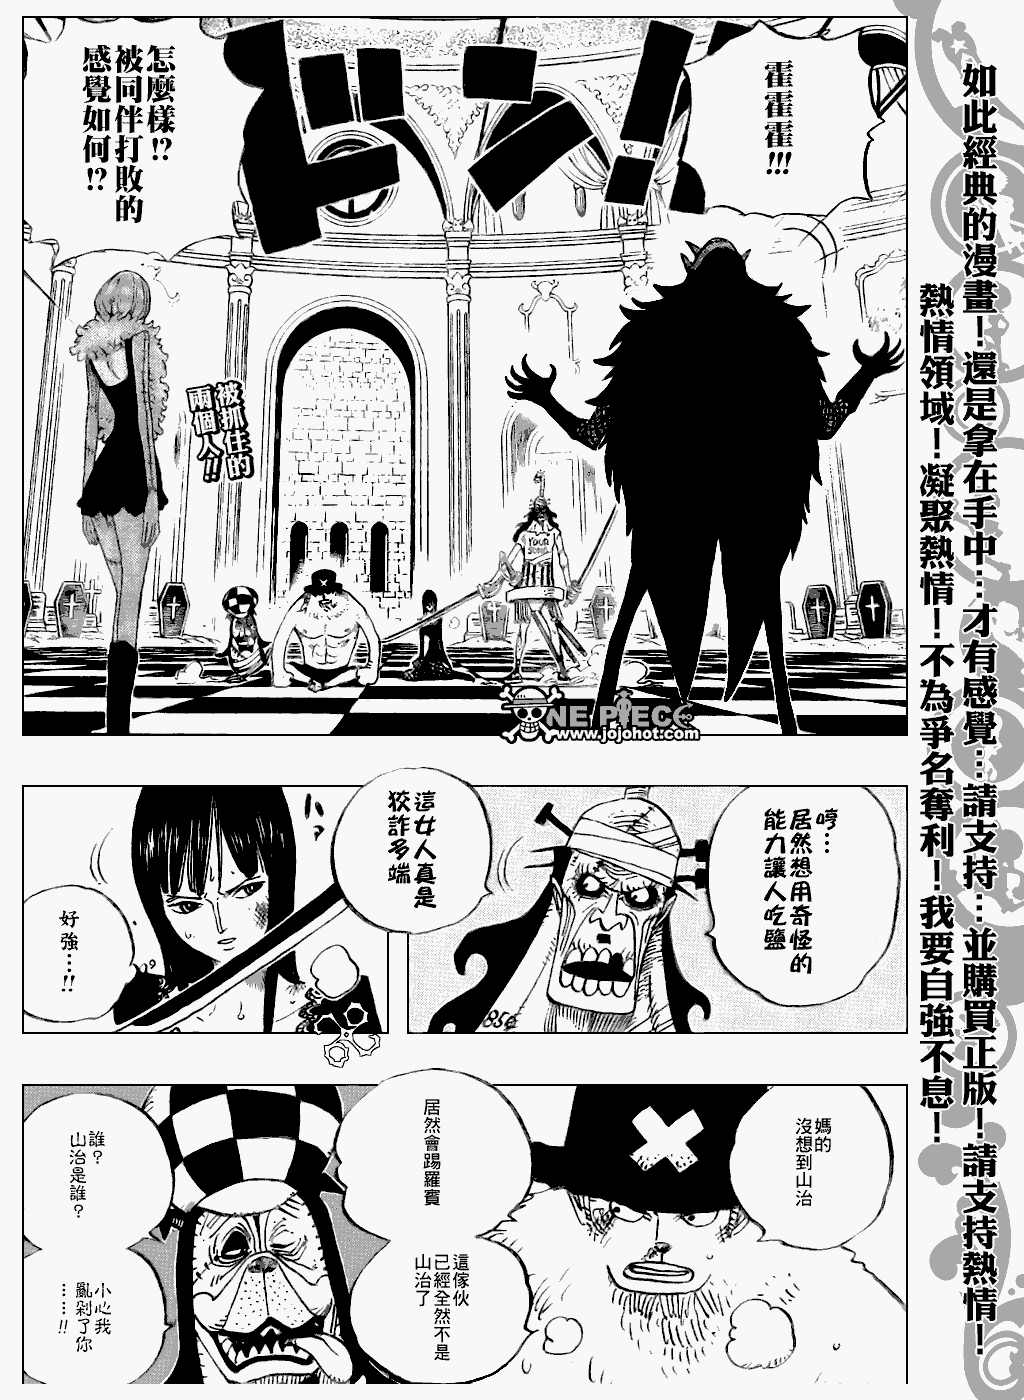 如此經典的漫畫！還是拿在手中…才有感覺…請支持…並購買正版！請支持熱情！
熱情領域！凝聚熱情！不為爭名奪利！我要自強不息！
霍霍霍!!!
ドン!
怎麼樣!?
被同伴打敗的
感覺如何!?
被抓住的
兩個人!!
YOUR
ONE PIECE
www.jojohot.com
哼…
居然想用奇怪的
能力讓人吃鹽
856
這女人真是
狡詐多端
好強…!!
媽的
沒想到山治
居然會踢羅賓
這傢伙
已經全然不是
山治了
誰？
山治是誰？
小心我
亂剁了你
……!!